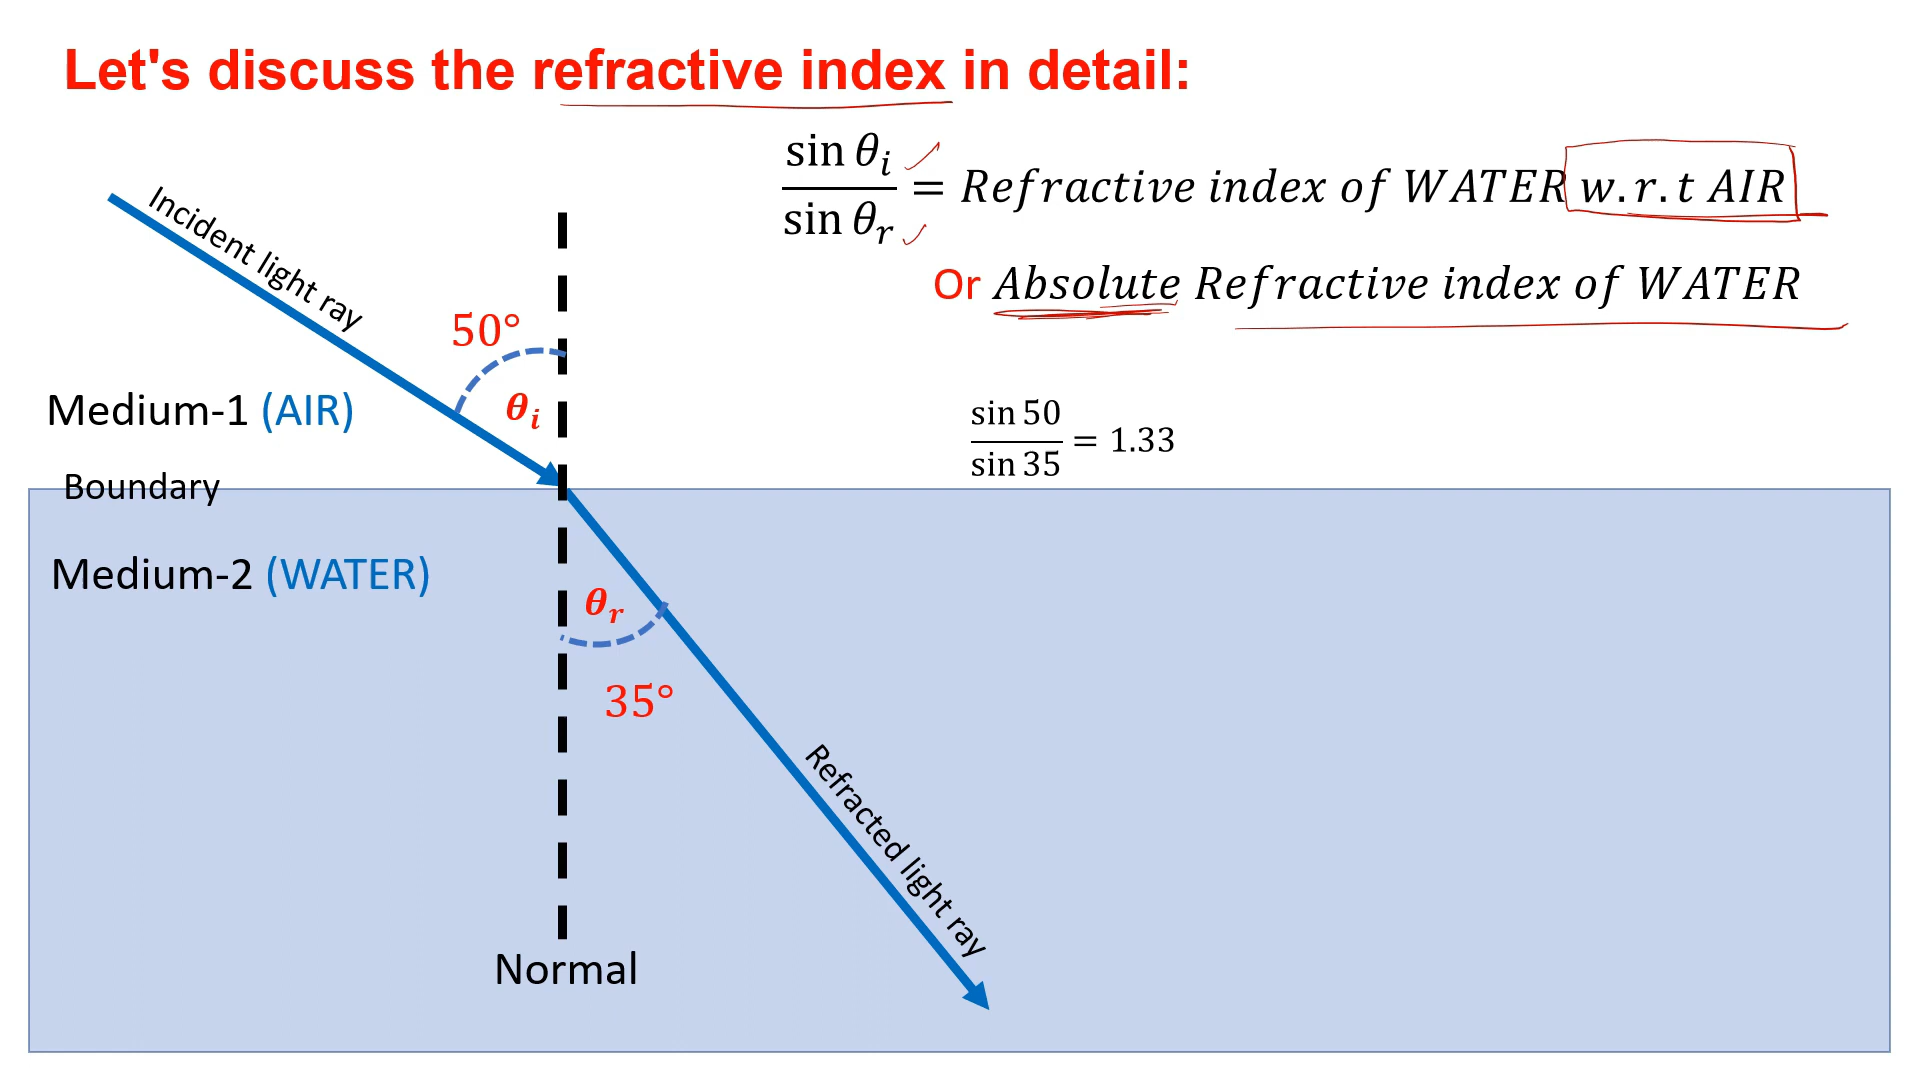 Let's discuss the refractive index in detail:
sin θi / sin θr = Refractive index of WATER w.r.t AIR
Or Absolute Refractive index of WATER
Incident light ray
50°
θi
Medium-1 (AIR)
sin 50 / sin 35 = 1.33
Boundary
Medium-2 (WATER)
θr
35°
Refracted light ray
Normal